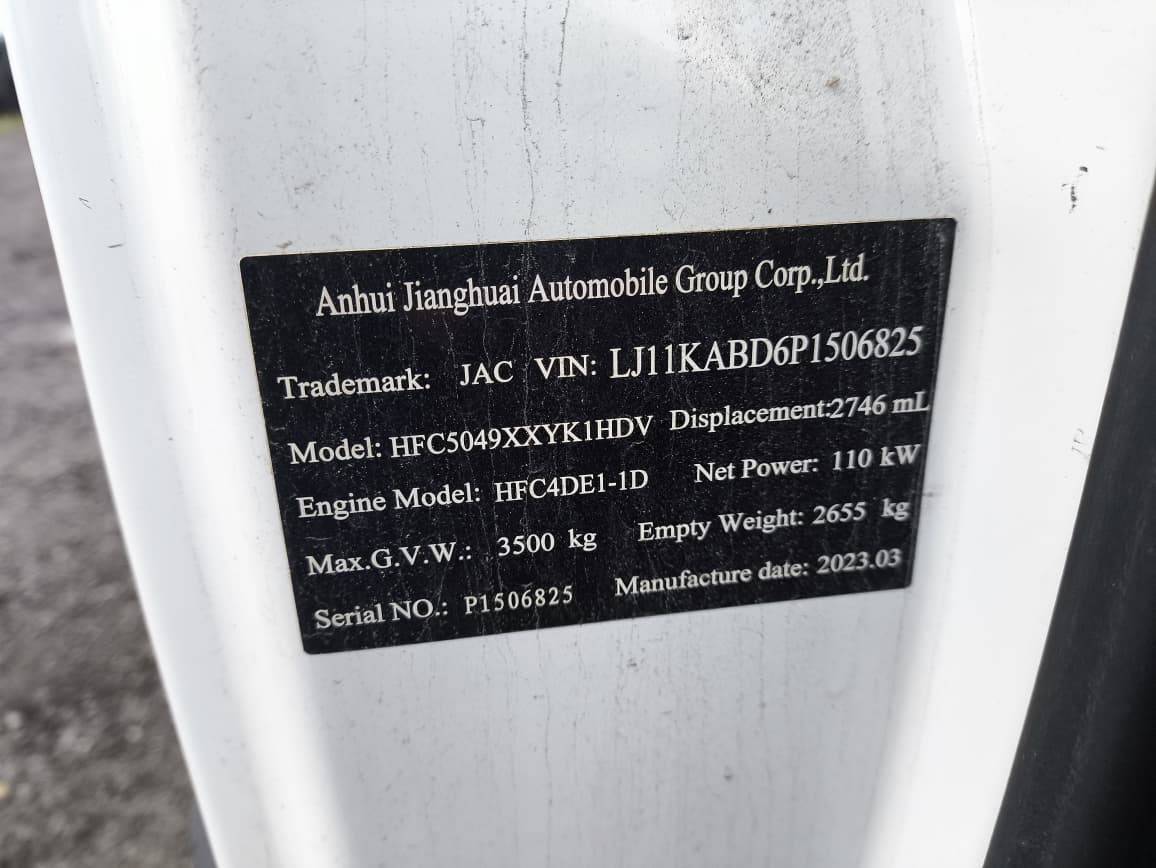 Anhui Jianghuai Automobile Group Corp.,Ltd.
Trademark: JAC VIN: LJ11KABD6P1506825
Model: HFC5049XXYK1HDV Displacement:2746 mL
Engine Model: HFC4DE1-1D Net Power: 110 kW
Max.G.V.W.: 3500 kg Empty Weight: 2655 kg
Serial NO.: P1506825 Manufacture date: 2023.03